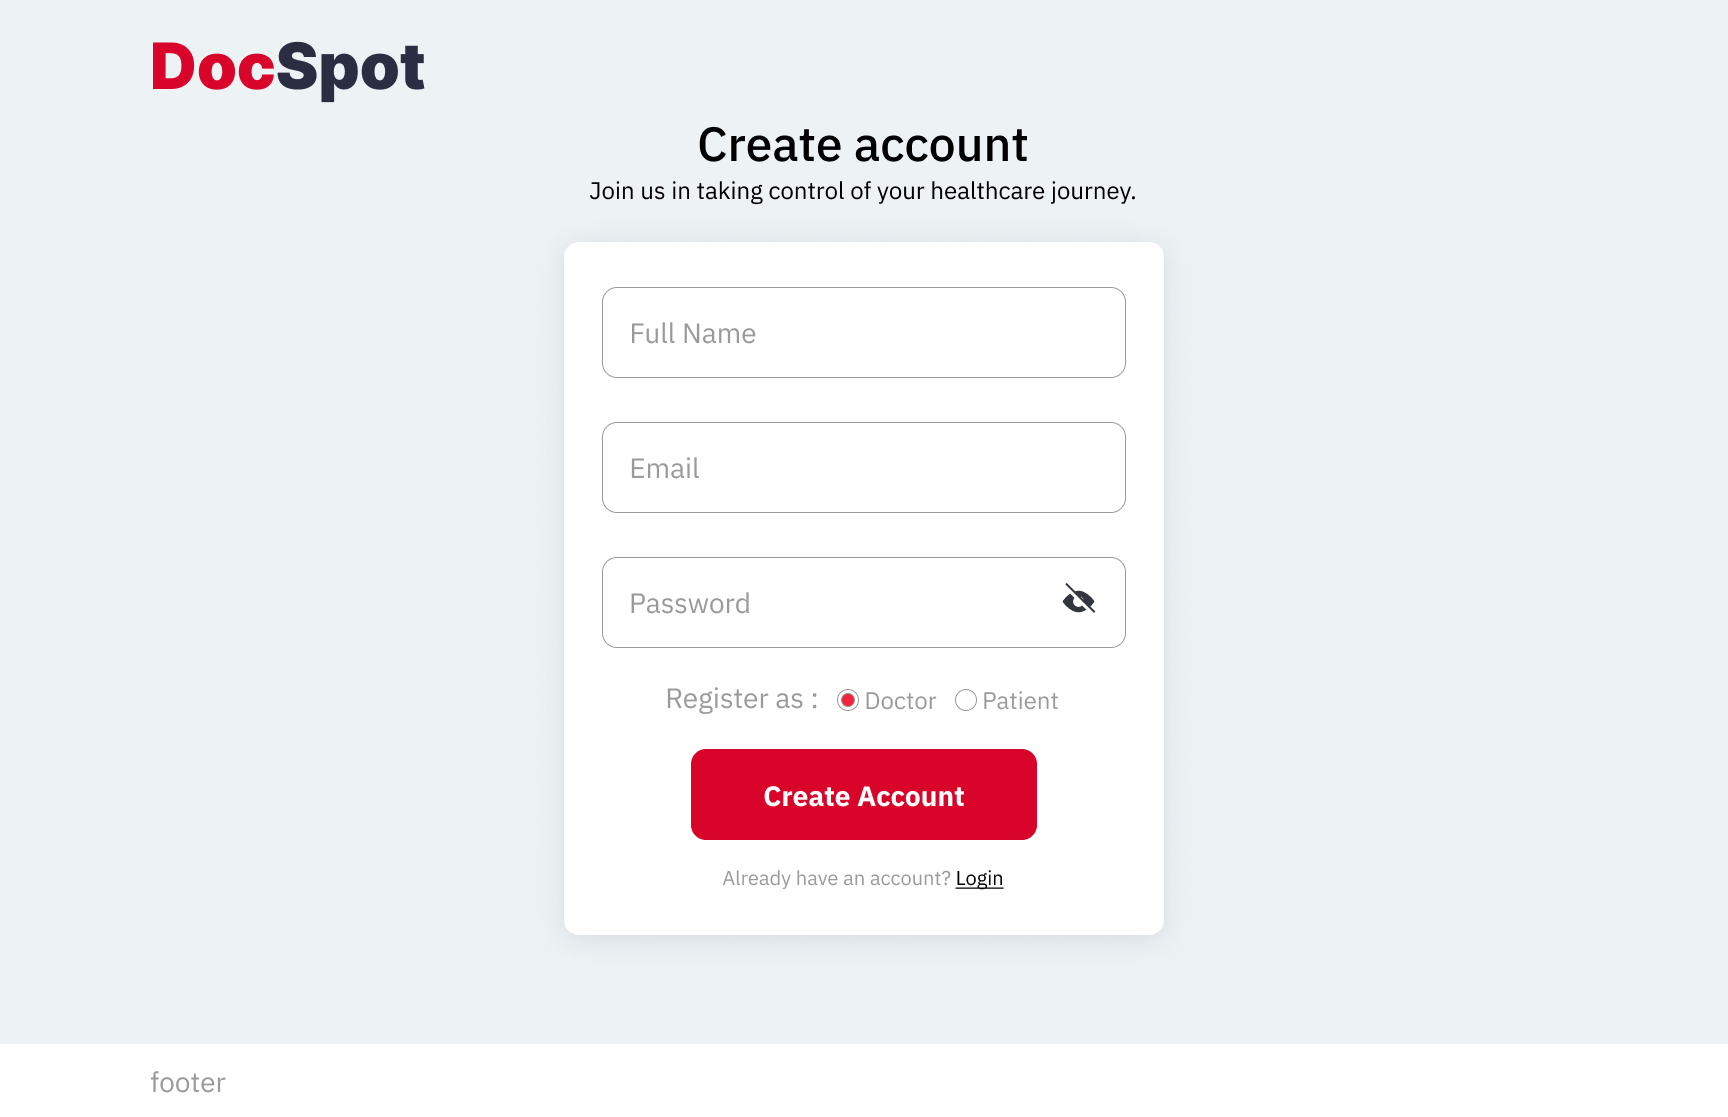 DocSpot
Create account
Join us in taking control of your healthcare journey.
Full Name
Email
Password
Register as : Doctor Patient
Create Account
Already have an account? Login
footer